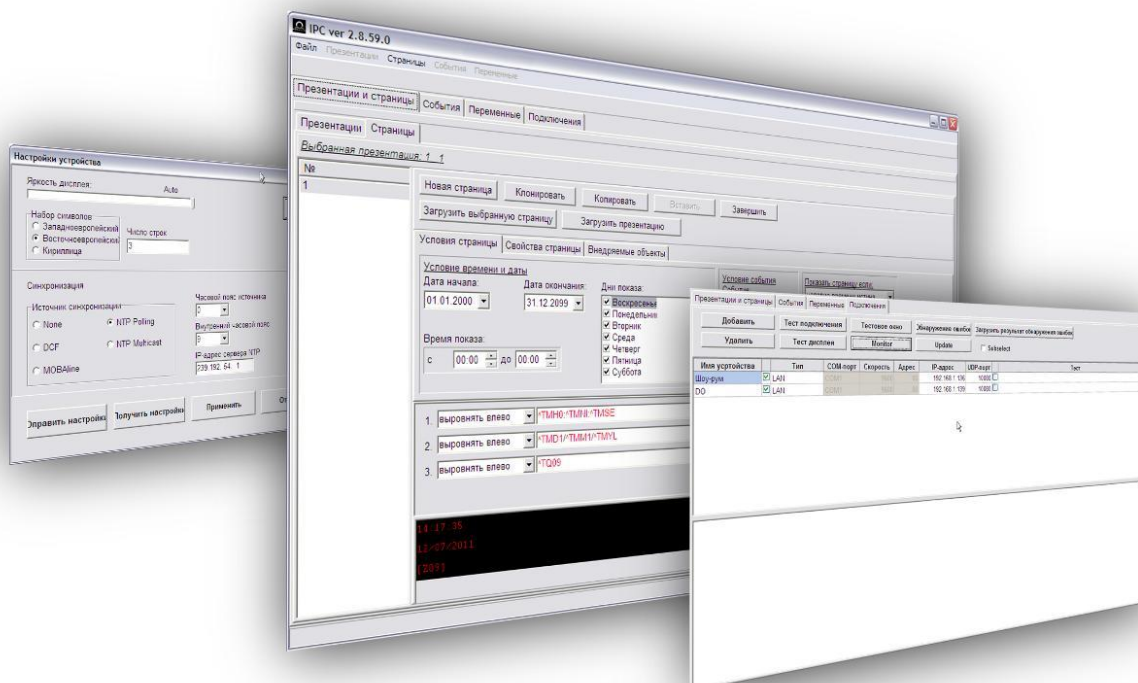 Настройки устройства
Яркость дисплея:
Auto
Набор символов
Западноевропейский
Восточноевропейски
Кириллица
Число строк
3
Синхронизация
Источник синхронизации
None
NTP Polling
DCF
NTP Multicast
MOBAline
Часовой пояс источника
0
Внутренний часовой пояс
IP-адрес сервера NTP
239.192. 54. 1
Получить настройки
Применить
IPC ver 2.8.59.0
Файл Презентации Страницы События Переменные
Презентации и страницы События Переменные Подключения
Презентации Страницы
Выбранная презентация: 1_ 1
№
1
Новая страница Клонировать Копировать Вставить Завершить
Загрузить выбранную страницу Загрузить презентацию
Условия страницы Свойства страницы Внедряемые объекты
Условие времени и даты
Дата начала: Дата окончания: Дни показа:
01.01.2000 31.12.2099
Воскресенье
Понедельник
Вторник
Среда
Четверг
Пятница
Суббота
Время показа:
с 00:00 до 00:00
Условие события
Показать страницу если:
1. выровнять влево ^TMH0:^TMNI:^TMSE
2. выровнять влево ^TMD1/^TMM1/^TMYL
3. выровнять влево ^TQ09
14:17:35
12/07/2011
[Z09]
Презентации и страницы События Переменные Подключения
Добавить Тест подключения Тестовое окно Обнаружение ошибок Загрузить результат обнаружения ошибок
Удалить Тест дисплея Monitor Update
Имя устройства Тип COM-порт Скорость Адрес IP-адрес UDP-порт Тест
Шоу-рум LAN COM1 192.168.1.136
DO LAN COM1 192.168.1.139